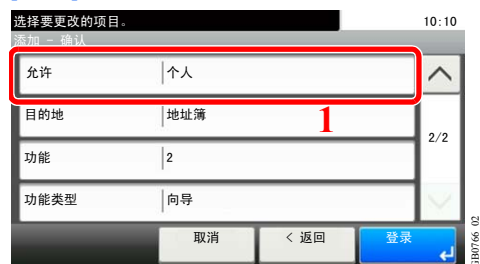 选择要更改的项目。 10:10
添加 - 确认
允许 个人
目的地 地址簿
1
2/2
功能 2
功能类型 向导
取消 < 返回 登录
GB0766_02